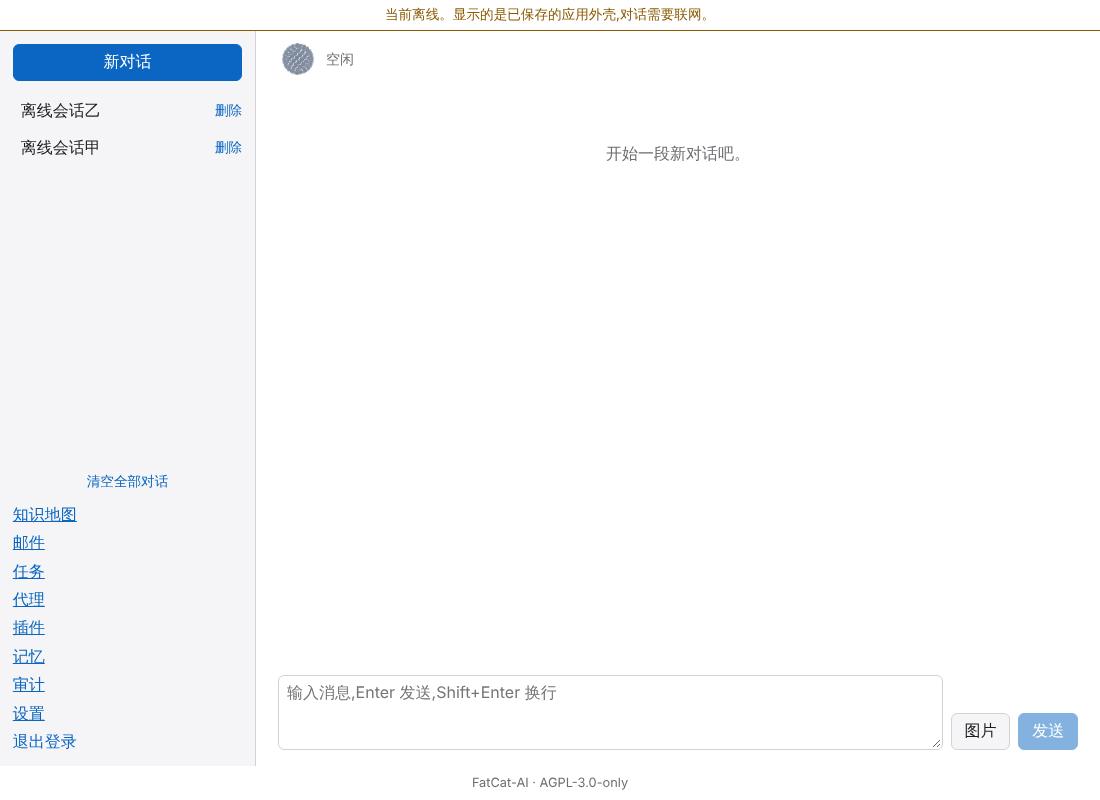 当前离线。显示的是已保存的应用外壳,对话需要联网。
新对话
离线会话乙 删除
离线会话甲 删除
清空全部对话
知识地图
邮件
任务
代理
插件
记忆
审计
设置
退出登录
空闲
开始一段新对话吧。
输入消息,Enter 发送,Shift+Enter 换行
图片
发送
FatCat-AI · AGPL-3.0-only